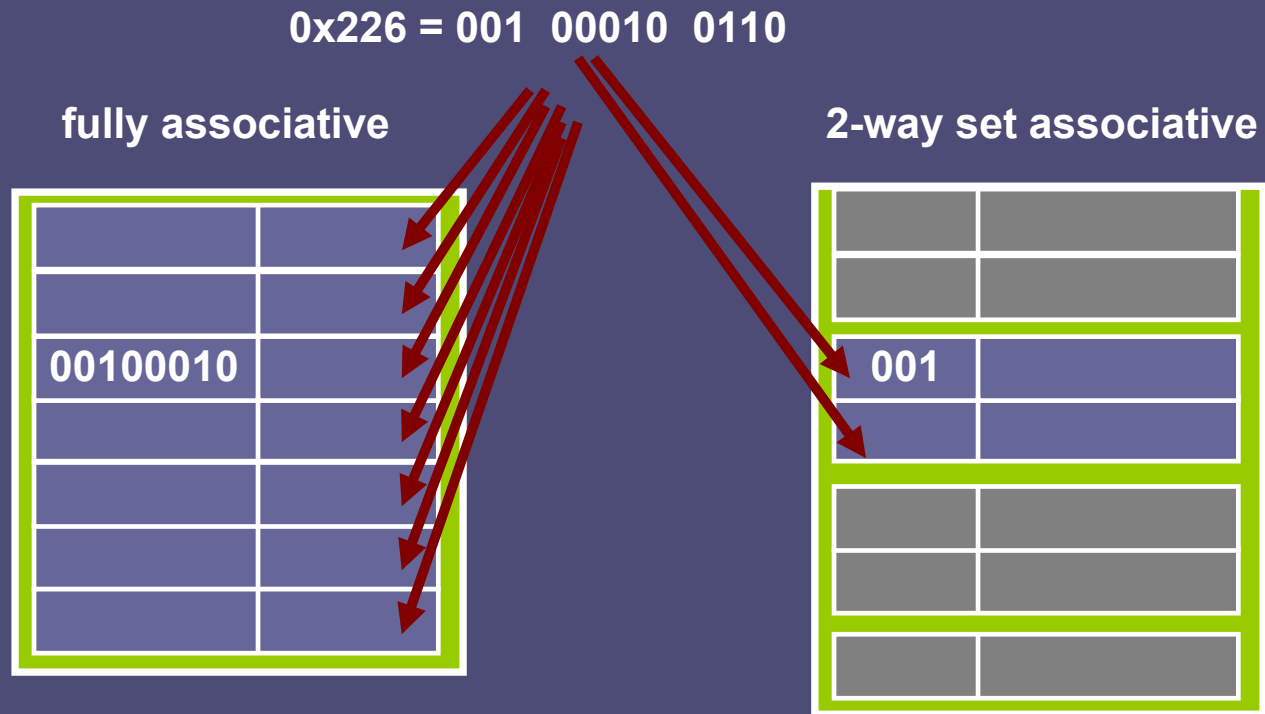 0x226 = 001 00010 0110
fully associative
2-way set associative
00100010
001